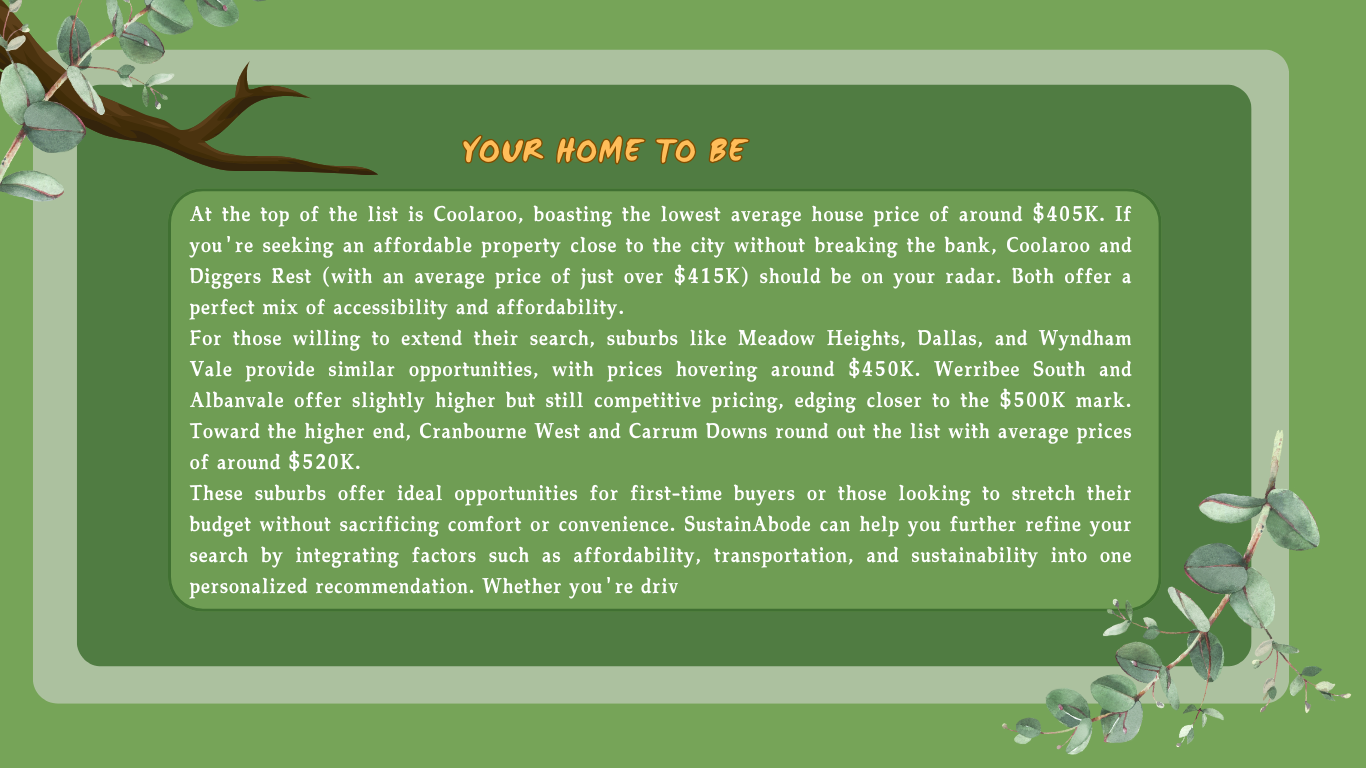 YOUR HOME TO BE
At the top of the list is Coolaroo, boasting the lowest average house price of around $405K. If
you're seeking an affordable property close to the city without breaking the bank, Coolaroo and
Diggers Rest (with an average price of just over $415K) should be on your radar. Both offer a
perfect mix of accessibility and affordability.
For those willing to extend their search, suburbs like Meadow Heights, Dallas, and Wyndham
Vale provide similar opportunities, with prices hovering around $450K. Werribee South and
Albanvale offer slightly higher but still competitive pricing, edging closer to the $500K mark.
Toward the higher end, Cranbourne West and Carrum Downs round out the list with average prices
of around $520K.
These suburbs offer ideal opportunities for first-time buyers or those looking to stretch their
budget without sacrificing comfort or convenience. SustainAbode can help you further refine your
search by integrating factors such as affordability, transportation, and sustainability into one
personalized recommendation. Whether you're driv